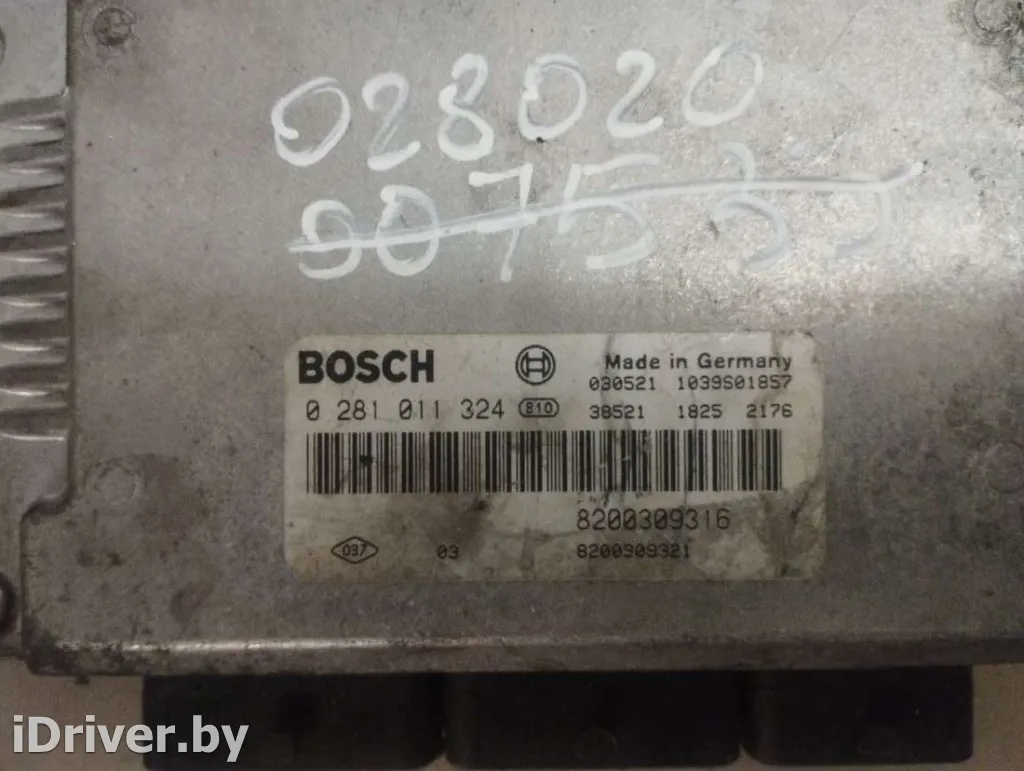 028020
BOSCH Made in Germany
030521 1039S01857
0 281 011 324 810 38521 1825 2176
8200309316
037 03 8200309321
iDriver.by